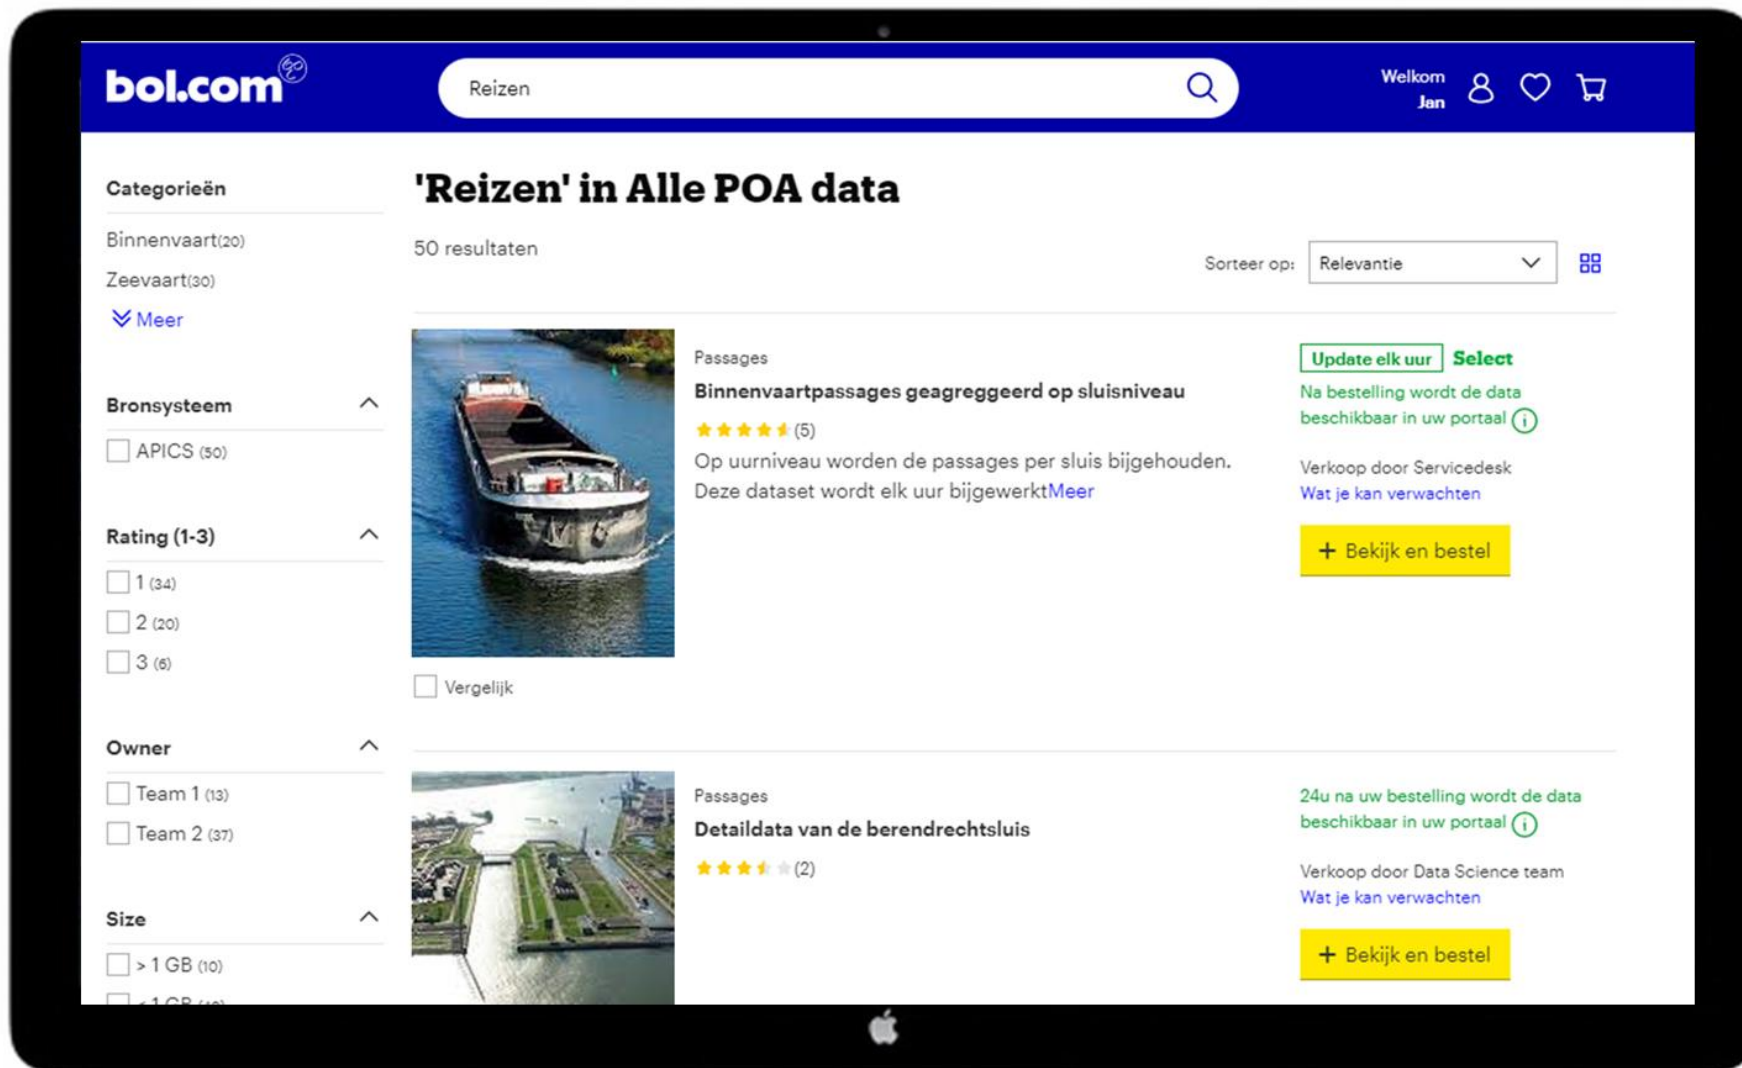 bol.com
Reizen
Welkom
Jan
Categorieën
Binnenvaart(20)
Zeevaart(30)
Meer
Bronsysteem
APICS (50)
Rating (1-3)
1 (34)
2 (20)
3 (6)
Owner
Team 1 (13)
Team 2 (37)
Size
> 1 GB (10)
'Reizen' in Alle POA data
50 resultaten
Sorteer op:
Relevantie
Passages
Binnenvaartpassages geagreggeerd op sluisniveau
(5)
Op uurniveau worden de passages per sluis bijgehouden.
Deze dataset wordt elk uur bijgewerktMeer
Update elk uur Select
Na bestelling wordt de data
beschikbaar in uw portaal i
Verkoop door Servicedesk
Wat je kan verwachten
+ Bekijk en bestel
Vergelijk
Passages
Detaildata van de berendrechtsluis
(2)
24u na uw bestelling wordt de data
beschikbaar in uw portaal i
Verkoop door Data Science team
Wat je kan verwachten
+ Bekijk en bestel